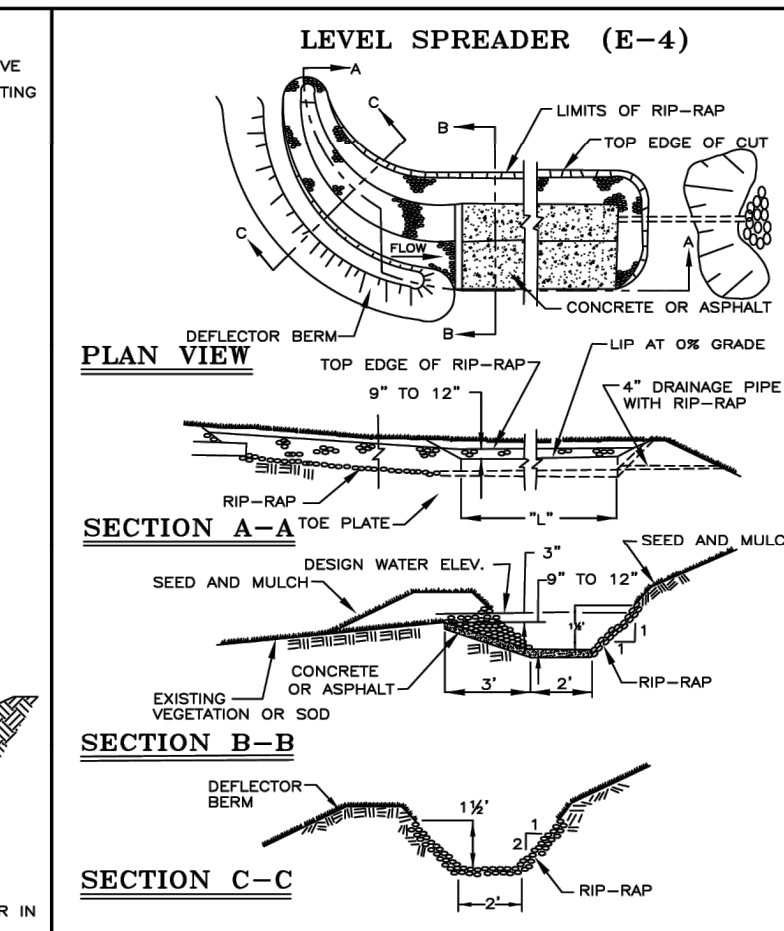 VE
TING
R IN
LEVEL SPREADER (E-4)
A
C
B
LIMITS OF RIP-RAP
TOP EDGE OF CUT
C
FLOW
A
CONCRETE OR ASPHALT
DEFLECTOR BERM
B
PLAN VIEW
LIP AT 0% GRADE
TOP EDGE OF RIP-RAP
9" TO 12"
4" DRAINAGE PIPE
WITH RIP-RAP
RIP-RAP
SECTION A-A
TOE PLATE
"L"
3"
SEED AND MULC
DESIGN WATER ELEV.
SEED AND MULCH
9" TO 12"
1½'
1
1
CONCRETE
OR ASPHALT
3'
2'
RIP-RAP
EXISTING
VEGETATION OR SOD
SECTION B-B
DEFLECTOR
BERM
1½'
1
2
SECTION C-C
RIP-RAP
2'